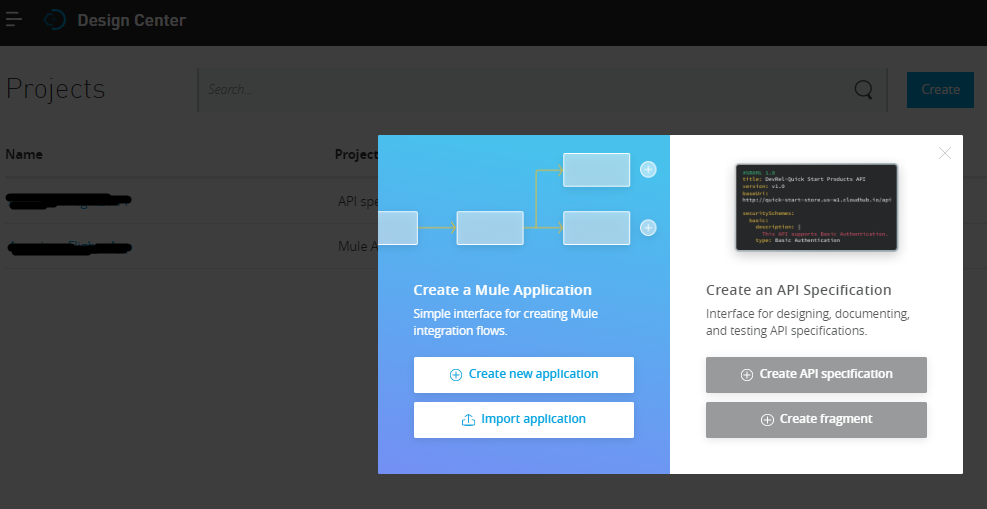 Design Center
Projects
Search...
Create
Name
Project
API spe
Mule A
#%RAML 1.0
title: DevRel-Quick Start Products API
version: v1.0
baseUri:
http://quick-start-store.us-w1.cloudhub.io/api
securitySchemes:
basic:
description: |
This API supports Basic Authentication.
type: Basic Authentication
Create a Mule Application
Simple interface for creating Mule
integration flows.
Create new application
Import application
Create an API Specification
Interface for designing, documenting,
and testing API specifications.
Create API specification
Create fragment